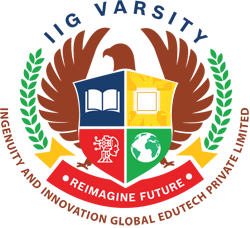 IIG VARSITY
REIMAGINE FUTURE
INGENUITY AND INNOVATION GLOBAL EDUTECH PRIVATE LIMITED